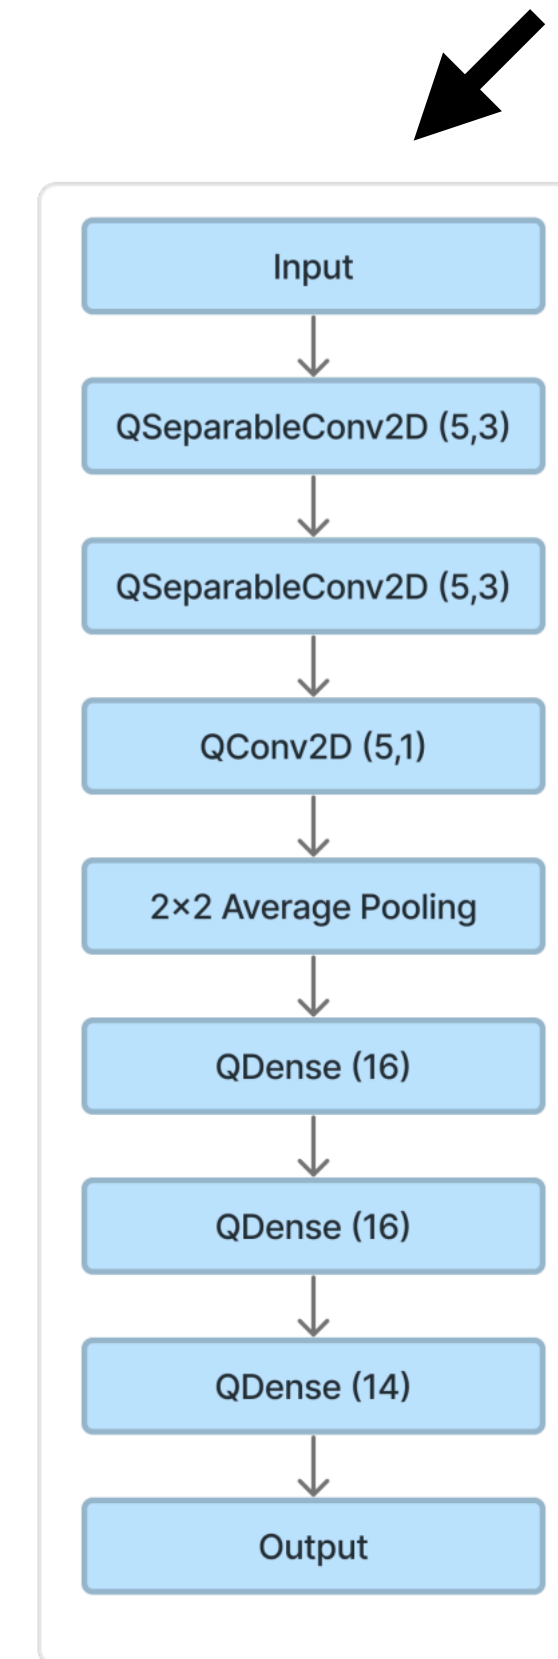 Input
QSeparableConv2D (5,3)
QSeparableConv2D (5,3)
QConv2D (5,1)
2×2 Average Pooling
QDense (16)
QDense (16)
QDense (14)
Output